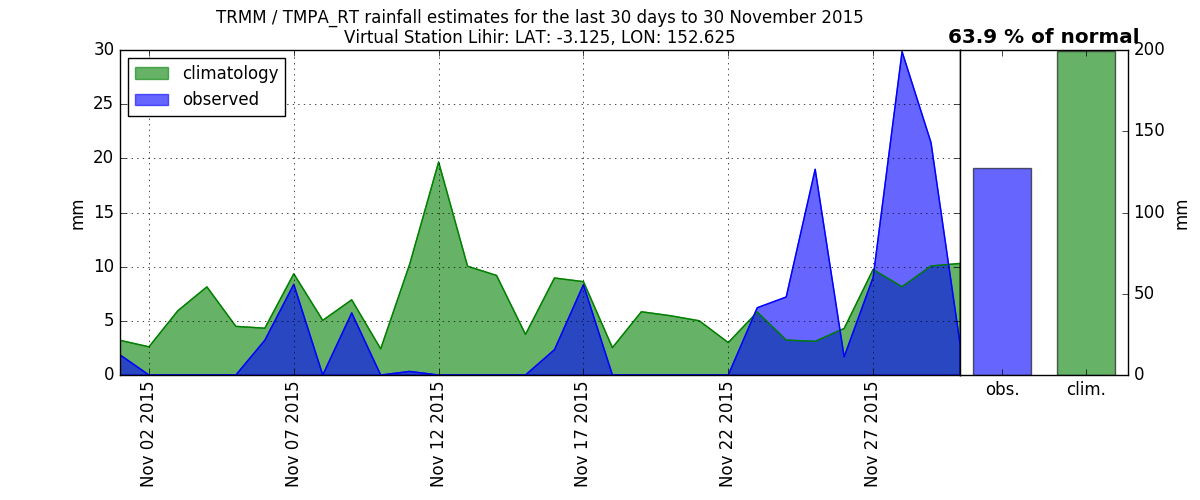 TRMM / TMPA_RT rainfall estimates for the last 30 days to 30 November 2015
Virtual Station Lihir: LAT: -3.125, LON: 152.625
63.9 % of normal
climatology
observed
30
25
20
15
10
5
0
mm
Nov 02 2015
Nov 07 2015
Nov 12 2015
Nov 17 2015
Nov 22 2015
Nov 27 2015
200
150
100
50
0
mm
obs.
clim.